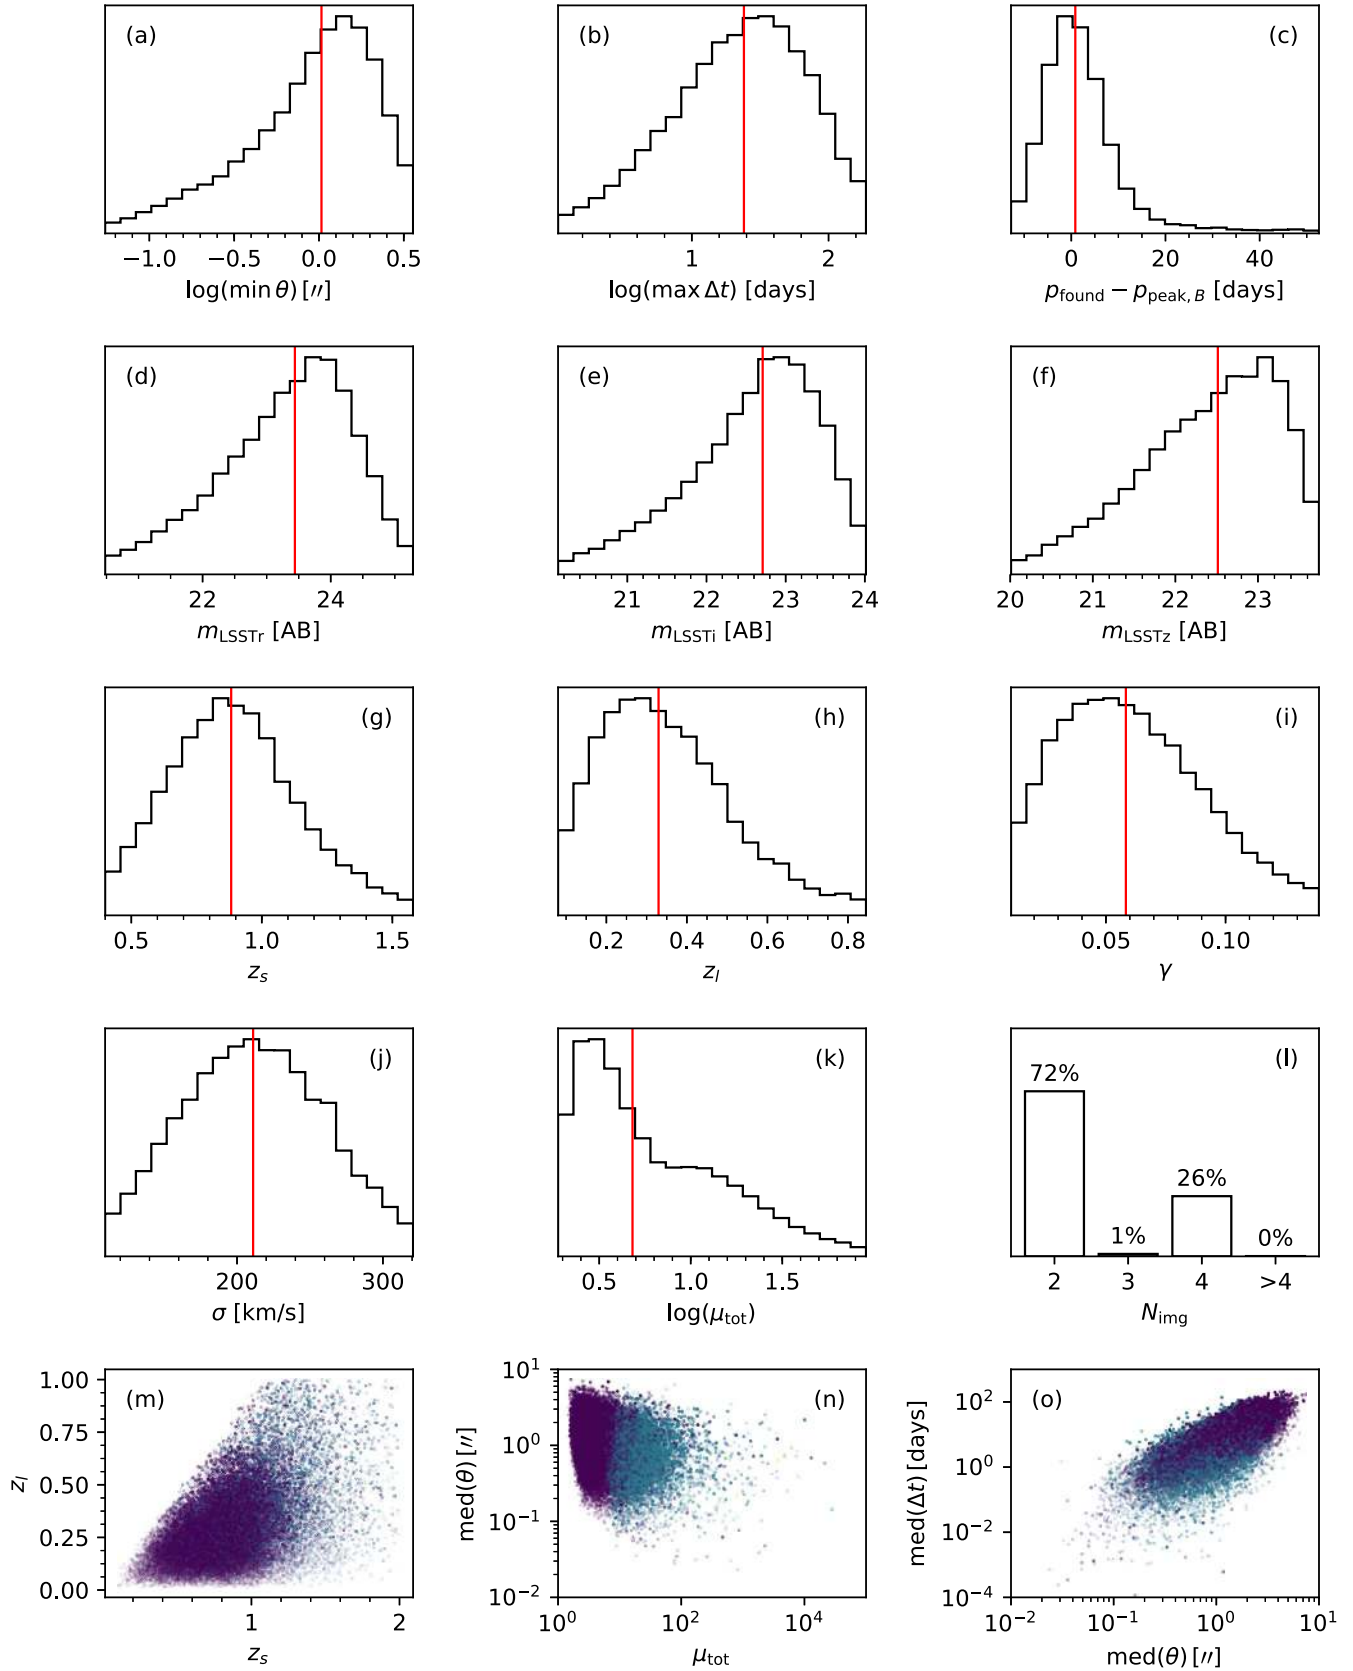 (a)
(b)
(c)
−1.0 −0.5 0.0 0.5
1 2
0 20 40
log(min θ) [″]
log(max Δt) [days]
p_found − p_peak, B [days]
(d)
(e)
(f)
22 24
21 22 23 24
20 21 22 23
m_LSSTr [AB]
m_LSSTi [AB]
m_LSSTz [AB]
(g)
(h)
(i)
0.5 1.0 1.5
0.2 0.4 0.6 0.8
0.05 0.10
z_s
z_l
γ
(j)
(k)
(l)
72%
26%
1%
0%
200 300
0.5 1.0 1.5
2 3 4 >4
σ [km/s]
log(μ_tot)
N_img
(m)
1.00
0.75
0.50
0.25
0.00
z_l
1 2
z_s
(n)
10^1
10^0
10^−1
10^−2
med(θ) [″]
10^0 10^2 10^4
μ_tot
(o)
10^2
10^0
10^−2
10^−4
med(Δt) [days]
10^−2 10^−1 10^0 10^1
med(θ) [″]